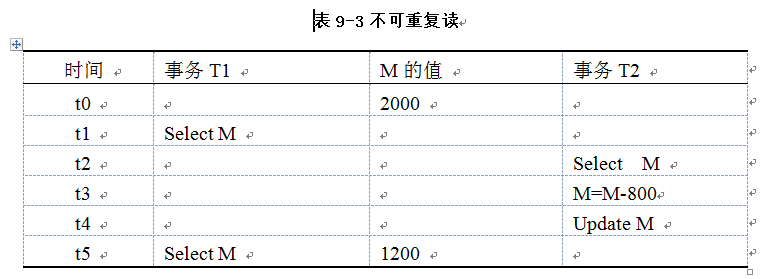 表 9-3 不可重复读
时间 事务 T1 M 的值 事务 T2
t0 2000
t1 Select M
t2 Select M
t3 M=M-800
t4 Update M
t5 Select M 1200